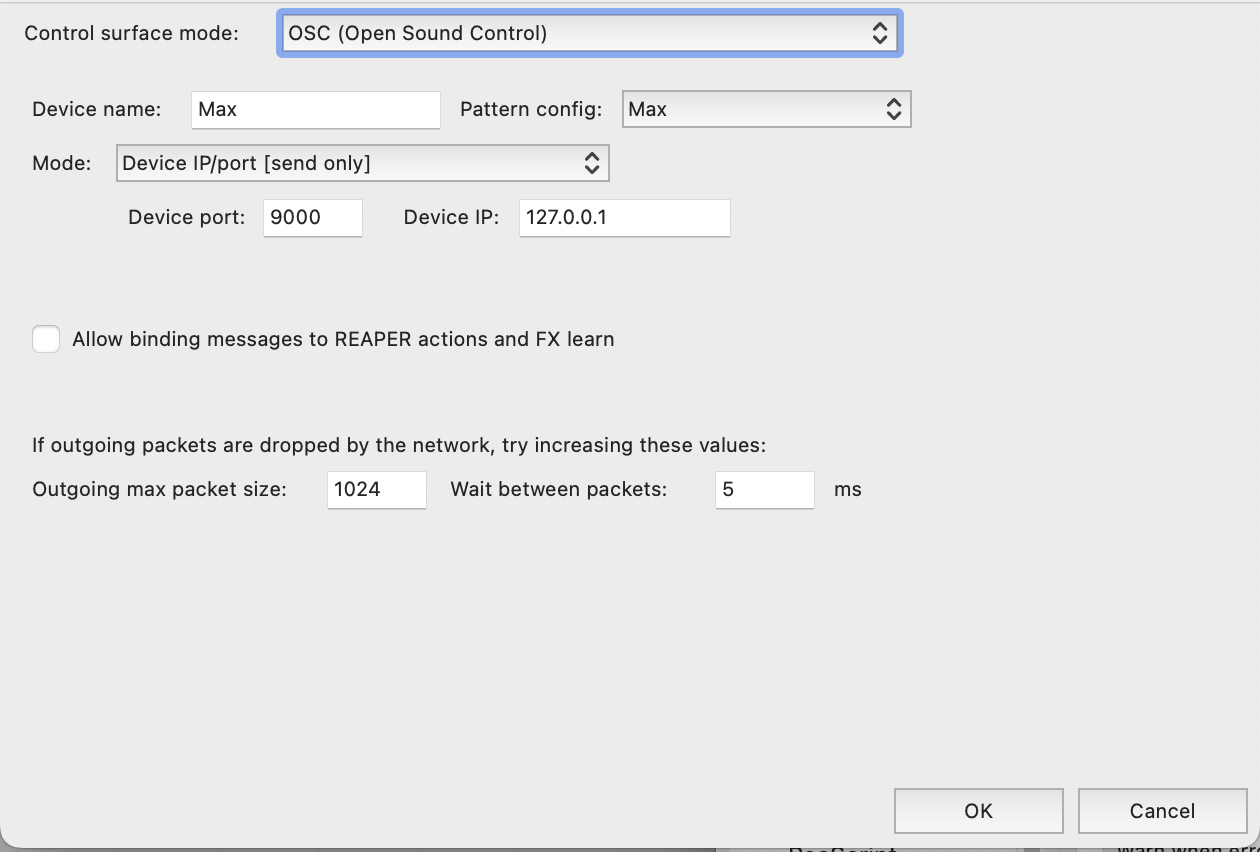 Control surface mode: OSC (Open Sound Control)
Device name: Max Pattern config: Max
Mode: Device IP/port [send only]
Device port: 9000 Device IP: 127.0.0.1
Allow binding messages to REAPER actions and FX learn
If outgoing packets are dropped by the network, try increasing these values:
Outgoing max packet size: 1024 Wait between packets: 5 ms
OK Cancel